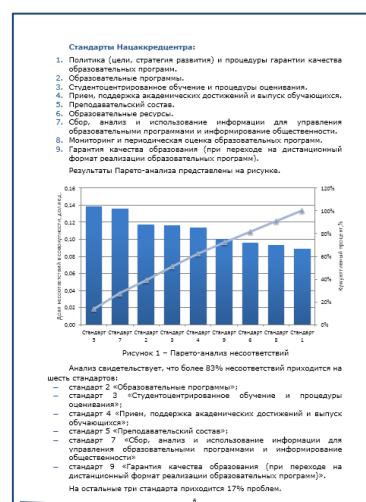 Стандарты Нацаккредцентра:
1. Политика (цели, стратегия развития) и процедуры гарантии качества
образовательных программ.
2. Образовательные программы.
3. Студентоцентрированное обучение и процедуры оценивания.
4. Прием, поддержка академических достижений и выпуск обучающихся.
5. Преподавательский состав.
6. Образовательные ресурсы.
7. Сбор, анализ и использование информации для управления
образовательными программами и информирование общественности.
8. Мониторинг и периодическая оценка образовательных программ.
9. Гарантия качества образования (при переходе на дистанционный
формат реализации образовательных программ).
Результаты Парето-анализа представлены на рисунке.
0,16
0,14
0,12
0,10
0,08
0,06
0,04
0,02
0,00
120%
100%
80%
60%
40%
20%
0%
Кумулятивный процент,%
Стандарт Стандарт Стандарт Стандарт Стандарт Стандарт Стандарт Стандарт Стандарт
5 7 2 3 4 9 6 8 1
Рисунок 1 – Парето-анализ несоответствий
Анализ свидетельствует, что более 83% несоответствий приходится на
шесть стандартов:
– стандарт 2 «Образовательные программы»;
– стандарт 3 «Студентоцентрированное обучение и процедуры
оценивания»;
– стандарт 4 «Прием, поддержка академических достижений и выпуск
обучающихся»;
– стандарт 5 «Преподавательский состав»;
– стандарт 7 «Сбор, анализ и использование информации для
управления образовательными программами и информирование
общественности»
– стандарт 9 «Гарантия качества образования (при переходе на
дистанционный формат реализации образовательных программ)».
На остальные три стандарта приходится 17% проблем.